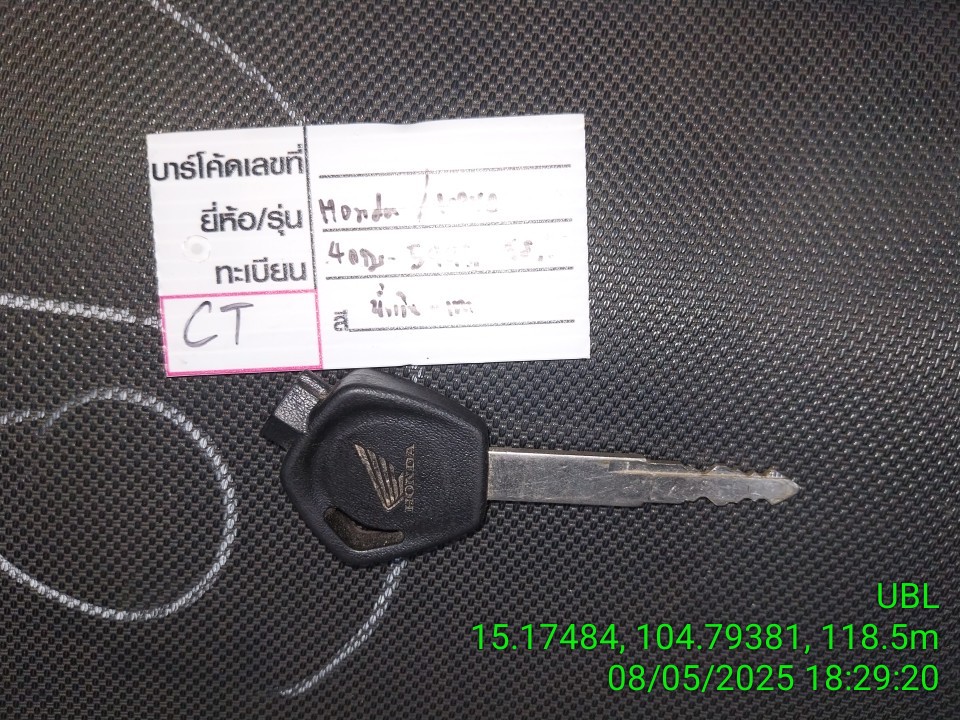 บาร์โค้ดเลขที่
ยี่ห้อ/รุ่น Honda /
ทะเบียน
CT
สี
HONDA
UBL
15.17484, 104.79381, 118.5m
08/05/2025 18:29:20